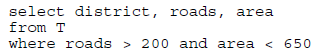 select district, roads, area
from T
where roads > 200 and area < 650